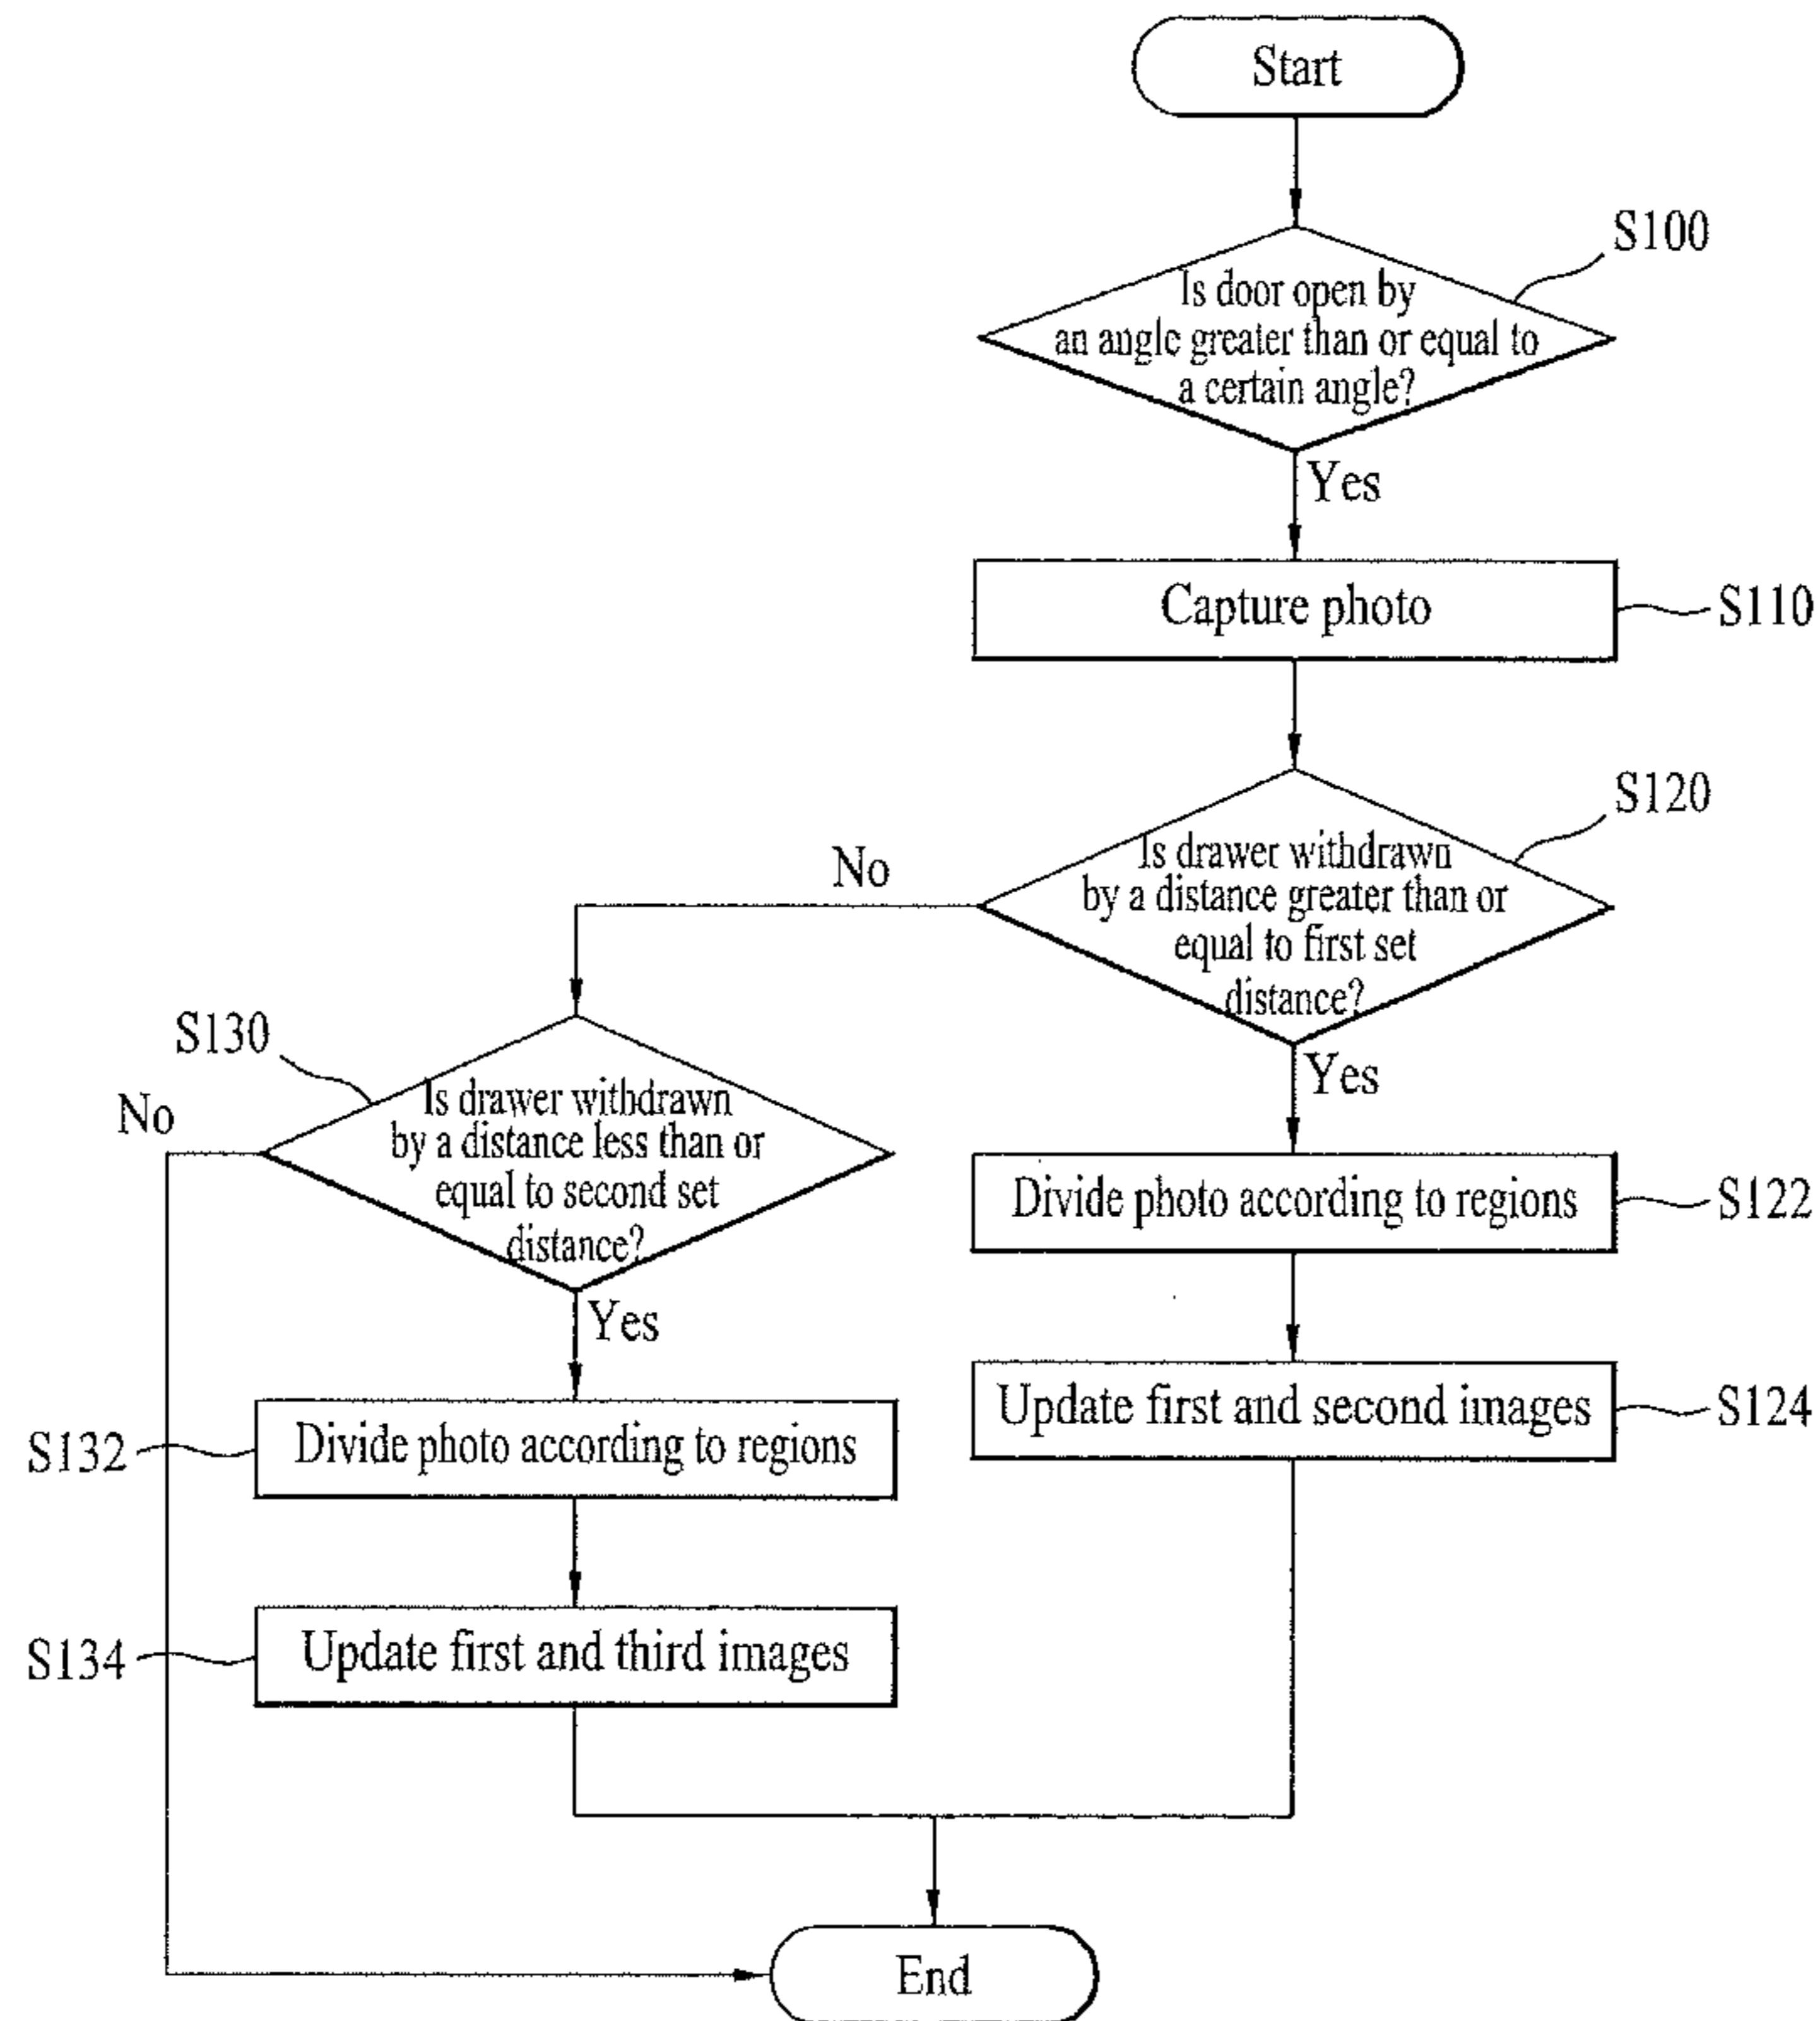 Start
S100
Is door open by
an angle greater than or equal to
a certain angle?
Yes
Capture photo
S110
S120
Is drawer withdrawn
by a distance greater than or
equal to first set
distance?
No
Yes
S130
Is drawer withdrawn
by a distance less than or
equal to second set
distance?
No
Yes
Divide photo according to regions
S122
Update first and second images
S124
S132
Divide photo according to regions
S134
Update first and third images
End